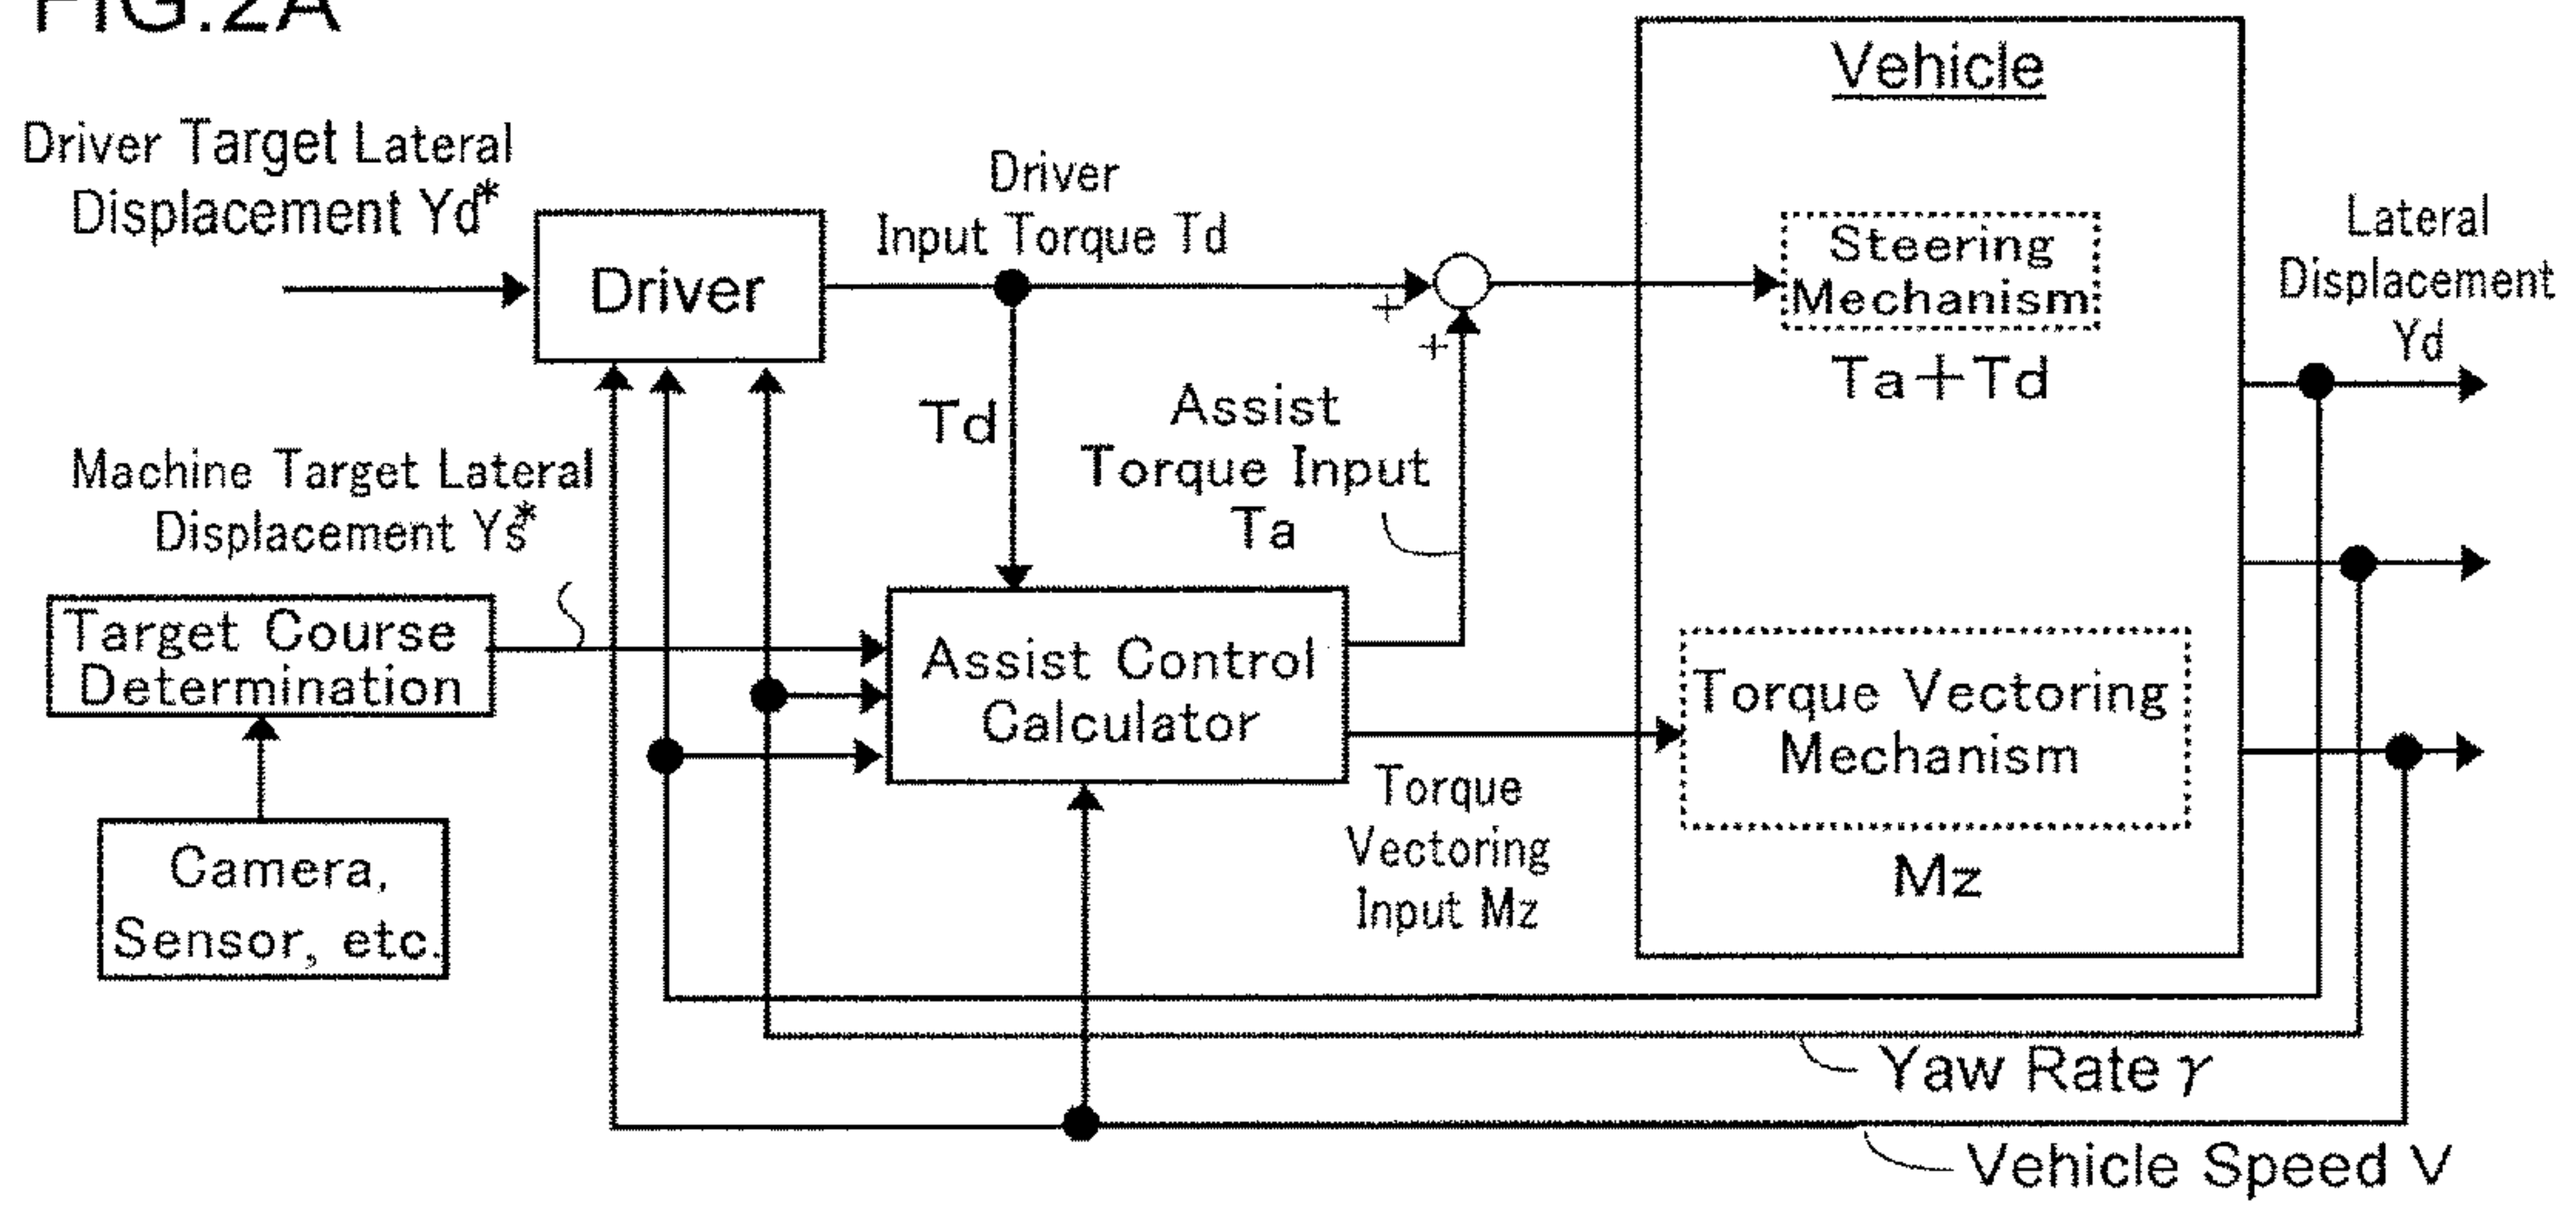 FIG.2A
Vehicle
Driver Target Lateral
Displacement Yd*
Driver
Input Torque Td
Driver
Steering
Mechanism
Ta+Td
Lateral
Displacement
Yd
+
+
Td
Assist
Torque Input
Ta
Machine Target Lateral
Displacement Ys*
Target Course
Determination
Assist Control
Calculator
Torque Vectoring
Mechanism
Mz
Torque
Vectoring
Input Mz
Camera,
Sensor, etc.
Yaw Rate γ
Vehicle Speed V